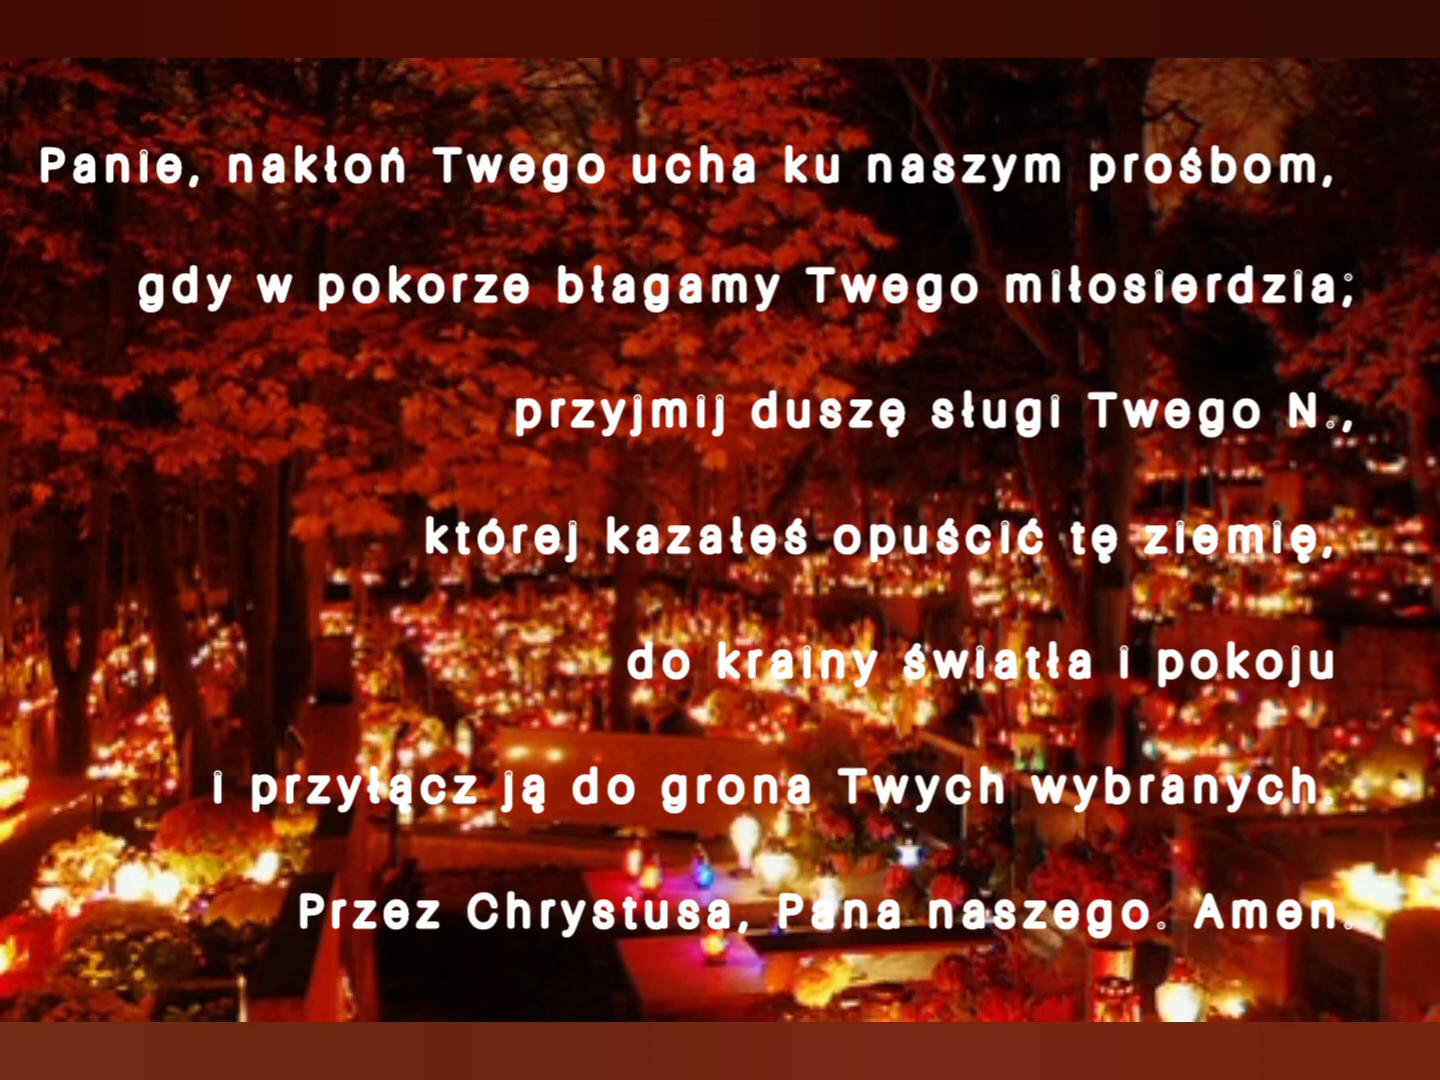 Panie, nakłoń Twego ucha ku naszym prośbom,
gdy w pokorze błagamy Twego miłosierdzia;
przyjmij duszę sługi Twego N.,
której kazałeś opuścić tę ziemię,
do krainy światła i pokoju
i przyłącz ją do grona Twych wybranych.
Przez Chrystusa, Pana naszego. Amen.